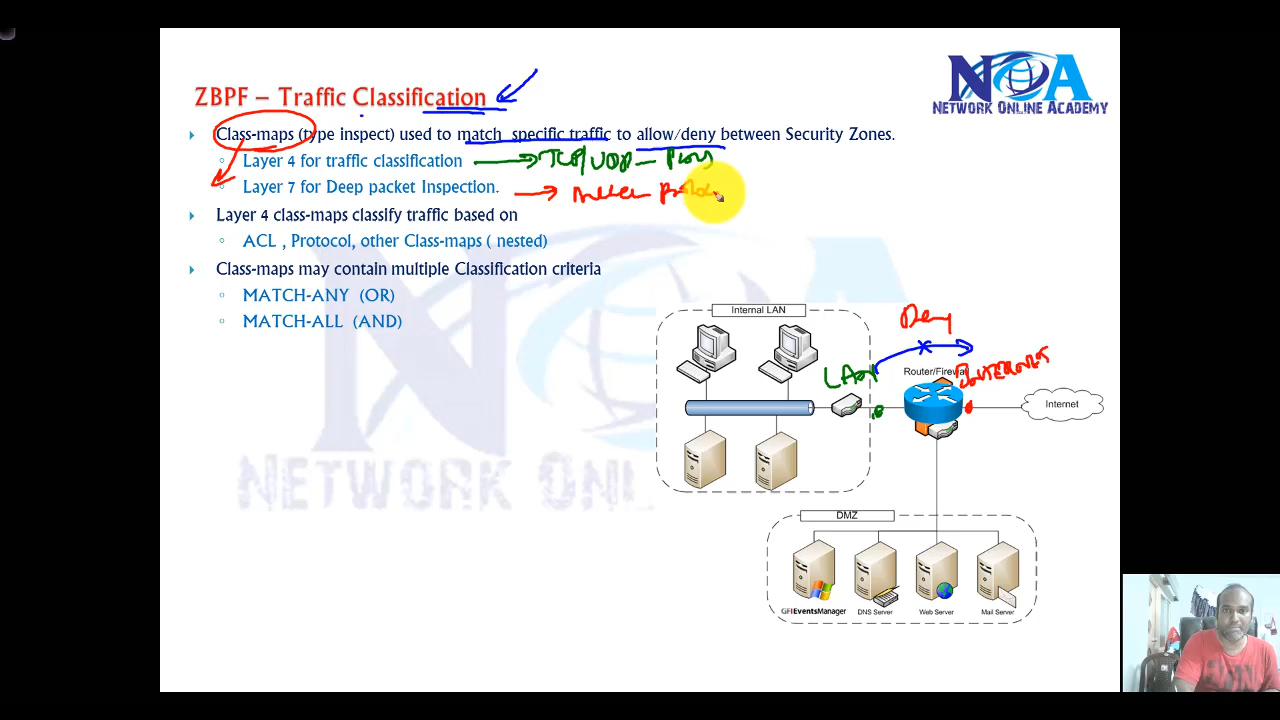 NOA
NETWORK ONLINE ACADEMY
ZBPF – Traffic Classification
Class-maps (type inspect) used to match specific traffic to allow/deny between Security Zones.
Layer 4 for traffic classification
TCP/UDP – Ports
Layer 7 for Deep packet Inspection.
Layer 4 class-maps classify traffic based on
ACL , Protocol, other Class-maps ( nested)
Class-maps may contain multiple Classification criteria
MATCH-ANY (OR)
MATCH-ALL (AND)
Internal LAN
Deny
LAN
Router/Firewall
INTERNET
Internet
NETWORK ONL
DMZ
GFIEventsManager
DNS Server
Web Server
Mail Server